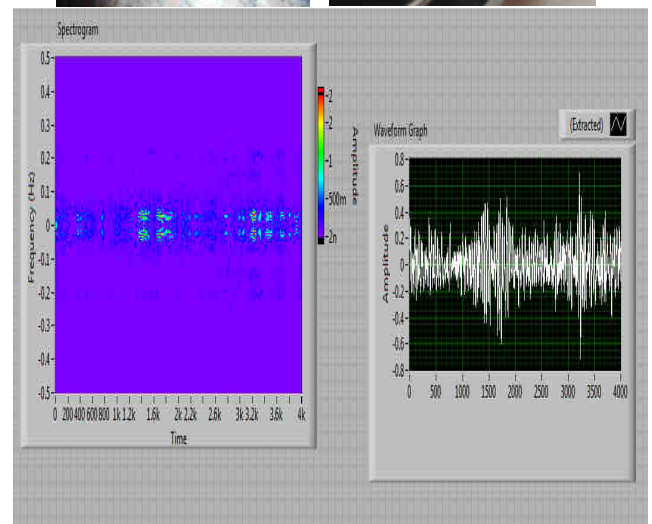 Spectrogram
0.5-
0.4-
0.3-
0.2-
0.1-
0-
-0.1-
-0.2-
-0.3-
-0.4-
-0.5-
Frequency (Hz)
0 200 400 600 800 1k 1.2k 1.6k 2k 2.2k 2.6k 3k 3.2k 3.6k 4k
Time
-2
-2
-1
-500m
-2n
Amplitude
Waveform Graph
(Extracted)
0.8-
0.6-
0.4-
0.2-
0-
-0.2-
-0.4-
-0.6-
-0.8-
Amplitude
0 500 1000 1500 2000 2500 3000 3500 4000